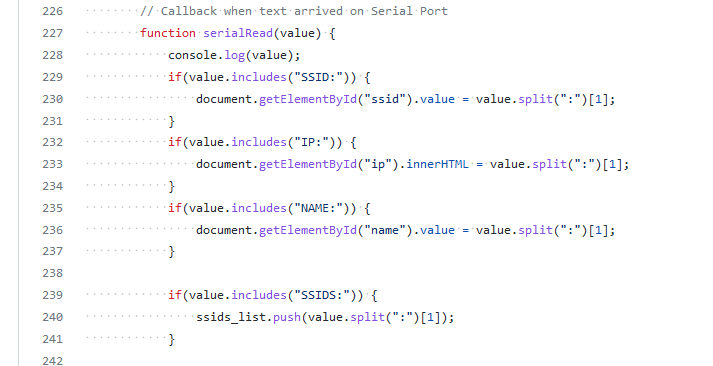 226 // Callback when text arrived on Serial Port
227 function serialRead(value) {
228 console.log(value);
229 if(value.includes("SSID:")) {
230 document.getElementById("ssid").value = value.split(":")[1];
231 }
232 if(value.includes("IP:")) {
233 document.getElementById("ip").innerHTML = value.split(":")[1];
234 }
235 if(value.includes("NAME:")) {
236 document.getElementById("name").value = value.split(":")[1];
237 }
238
239 if(value.includes("SSIDS:")) {
240 ssids_list.push(value.split(":")[1]);
241 }
242